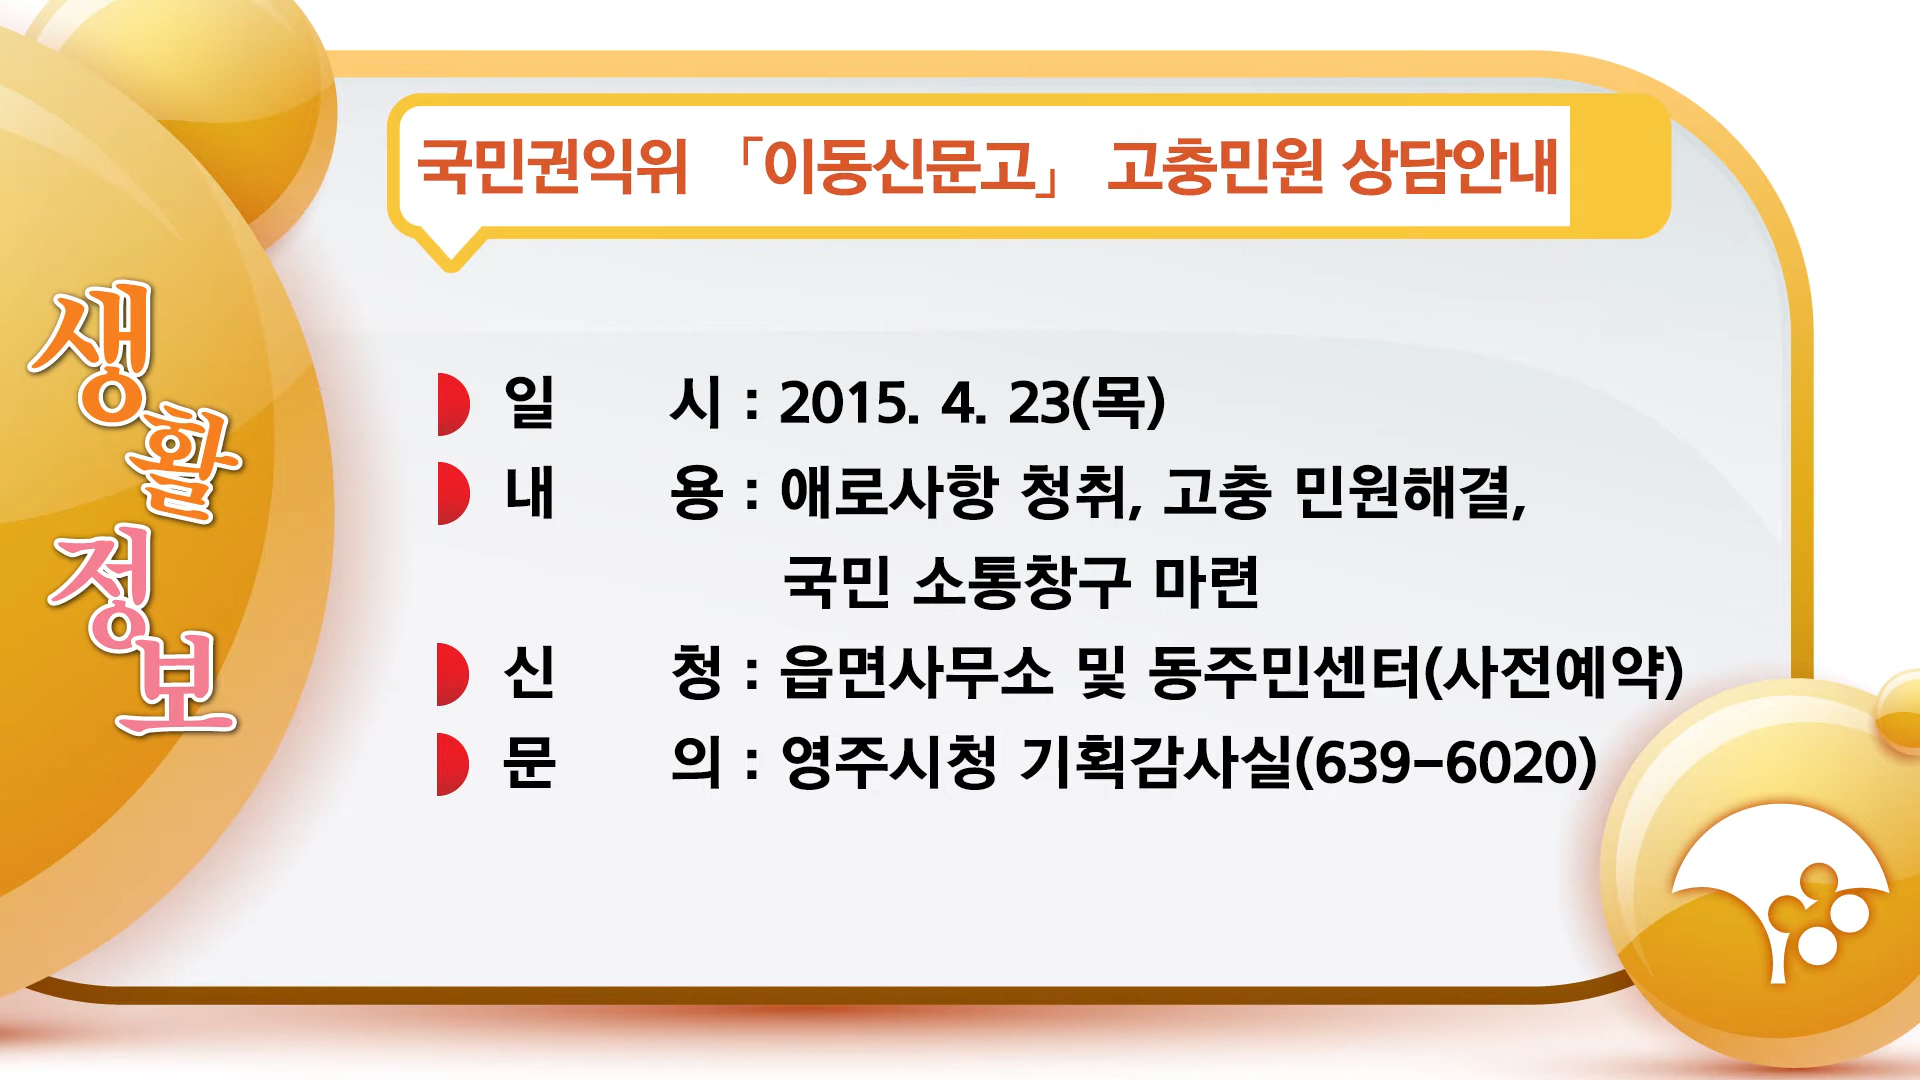 국민권익위 「이동신문고」 고충민원 상담안내
생활
정보
일 시 : 2015. 4. 23(목)
내 용 : 애로사항 청취, 고충 민원해결,
국민 소통창구 마련
신 청 : 읍면사무소 및 동주민센터(사전예약)
문 의 : 영주시청 기획감사실(639-6020)